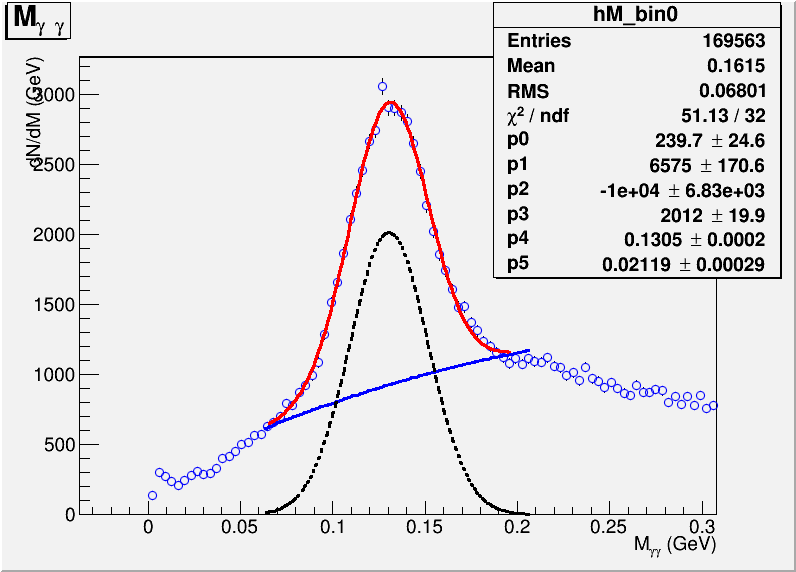 M γ γ
hM_bin0
Entries 169563
Mean 0.1615
RMS 0.06801
χ² / ndf 51.13 / 32
p0 239.7 ± 24.6
p1 6575 ± 170.6
p2 -1e+04 ± 6.83e+03
p3 2012 ± 19.9
p4 0.1305 ± 0.0002
p5 0.02119 ± 0.00029
dN/dM (GeV)
3000
2500
2000
1500
1000
500
0
0 0.05 0.1 0.15 0.2 0.25 0.3
M γγ (GeV)